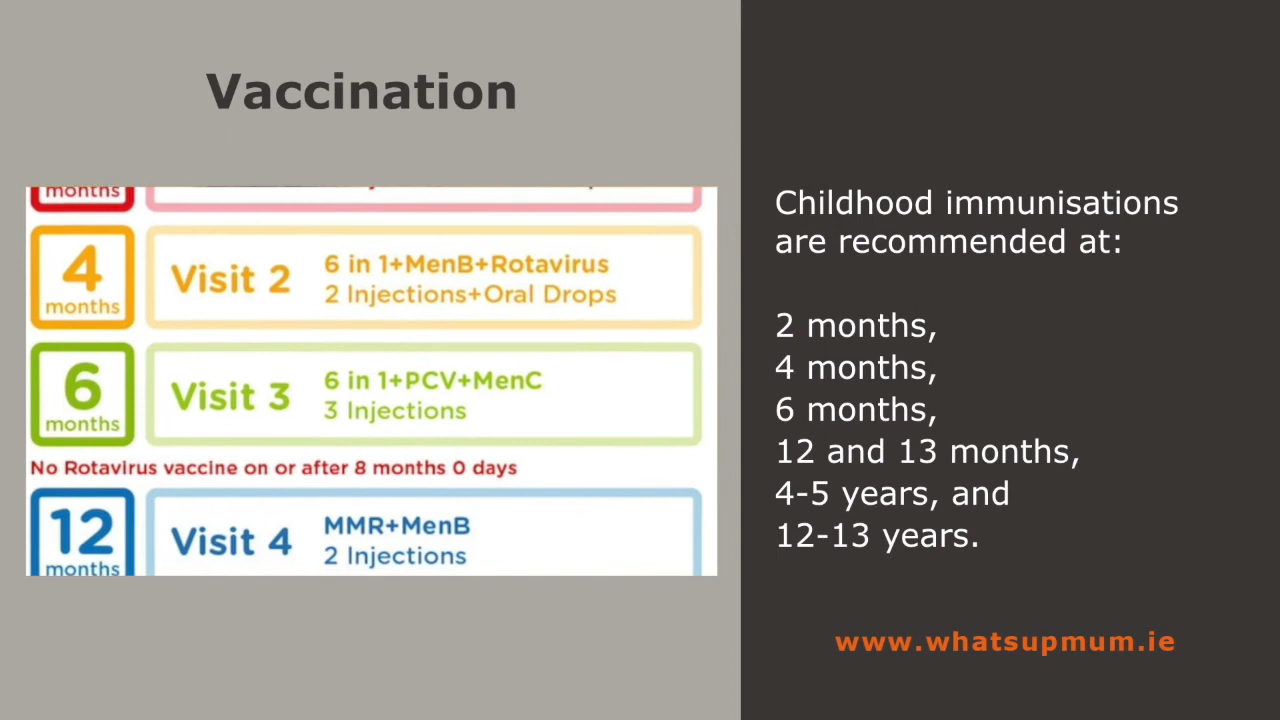 Vaccination
months
4
months
Visit 2
6 in 1+MenB+Rotavirus
2 Injections+Oral Drops
6
months
Visit 3
6 in 1+PCV+MenC
3 Injections
No Rotavirus vaccine on or after 8 months 0 days
12
months
Visit 4
MMR+MenB
2 Injections
Childhood immunisations
are recommended at:
2 months,
4 months,
6 months,
12 and 13 months,
4-5 years, and
12-13 years.
www.whatsupmum.ie